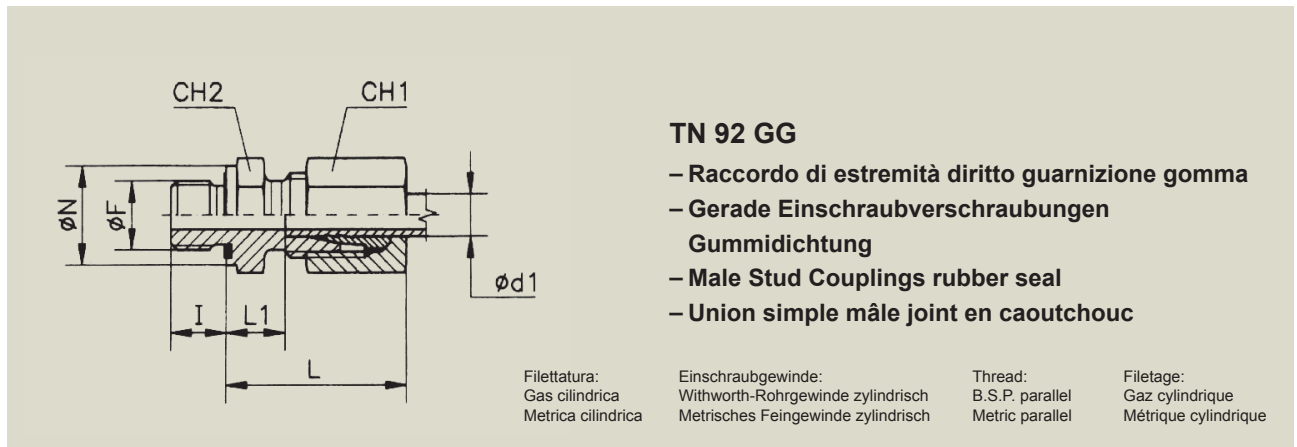 CH2
CH1
ØN
ØF
Ød1
I
L1
L
TN 92 GG
– Raccordo di estremità diritto guarnizione gomma
– Gerade Einschraubverschraubungen
Gummidichtung
– Male Stud Couplings rubber seal
– Union simple mâle joint en caoutchouc
Filettatura:
Gas cilindrica
Metrica cilindrica
Einschraubgewinde:
Withworth-Rohrgewinde zylindrisch
Metrisches Feingewinde zylindrisch
Thread:
B.S.P. parallel
Metric parallel
Filetage:
Gaz cylindrique
Métrique cylindrique